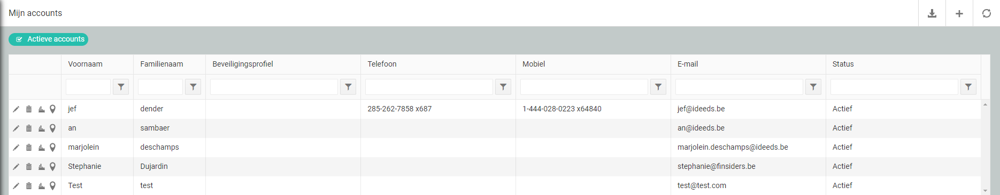 Mijn accounts
Actieve accounts
Voornaam Familienaam Beveiligingsprofiel Telefoon Mobiel E-mail Status
jef dender 285-262-7858 x687 1-444-028-0223 x64840 jef@ideeds.be Actief
an sambaer an@ideeds.be Actief
marjolein deschamps marjolein.deschamps@ideeds.be Actief
Stephanie Dujardin stephanie@finsiders.be Actief
Test test test@test.com Actief